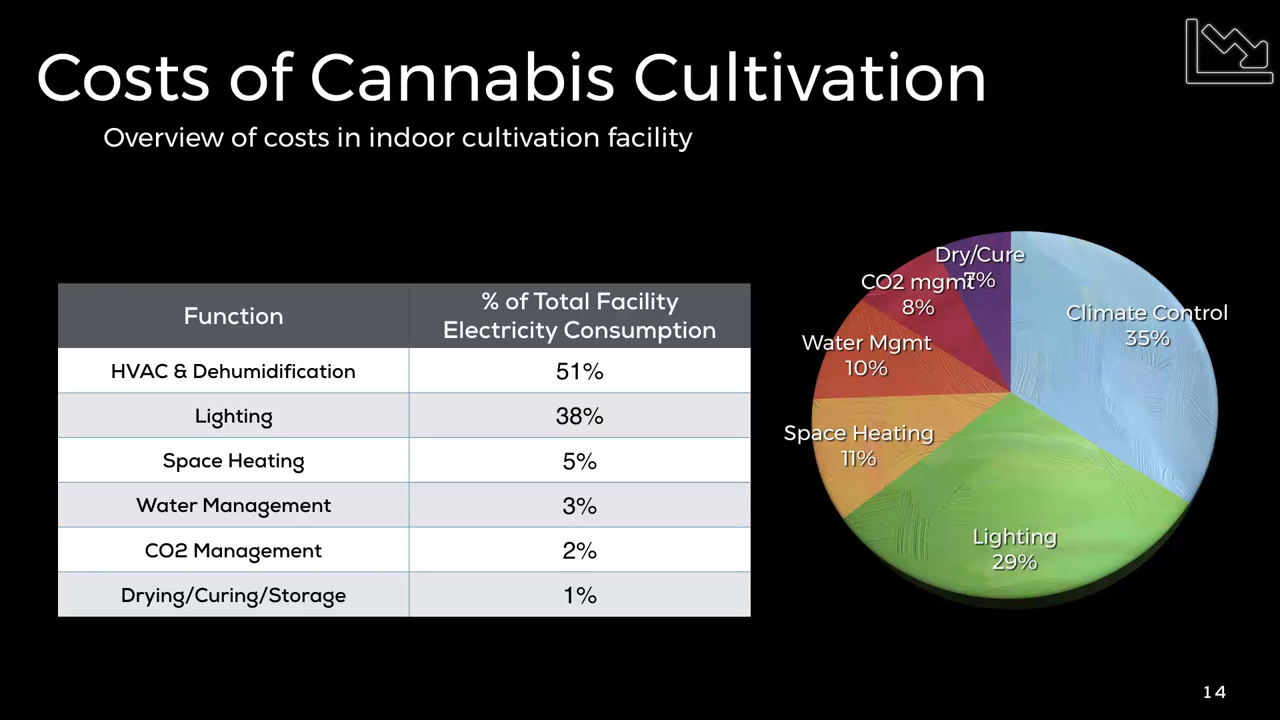 Costs of Cannabis Cultivation
Overview of costs in indoor cultivation facility
Function
% of Total Facility
Electricity Consumption
HVAC & Dehumidification 51%
Lighting 38%
Space Heating 5%
Water Management 3%
CO2 Management 2%
Drying/Curing/Storage 1%
Dry/Cure
7%
CO2 mgmt
8%
Climate Control
35%
Water Mgmt
10%
Space Heating
11%
Lighting
29%
14